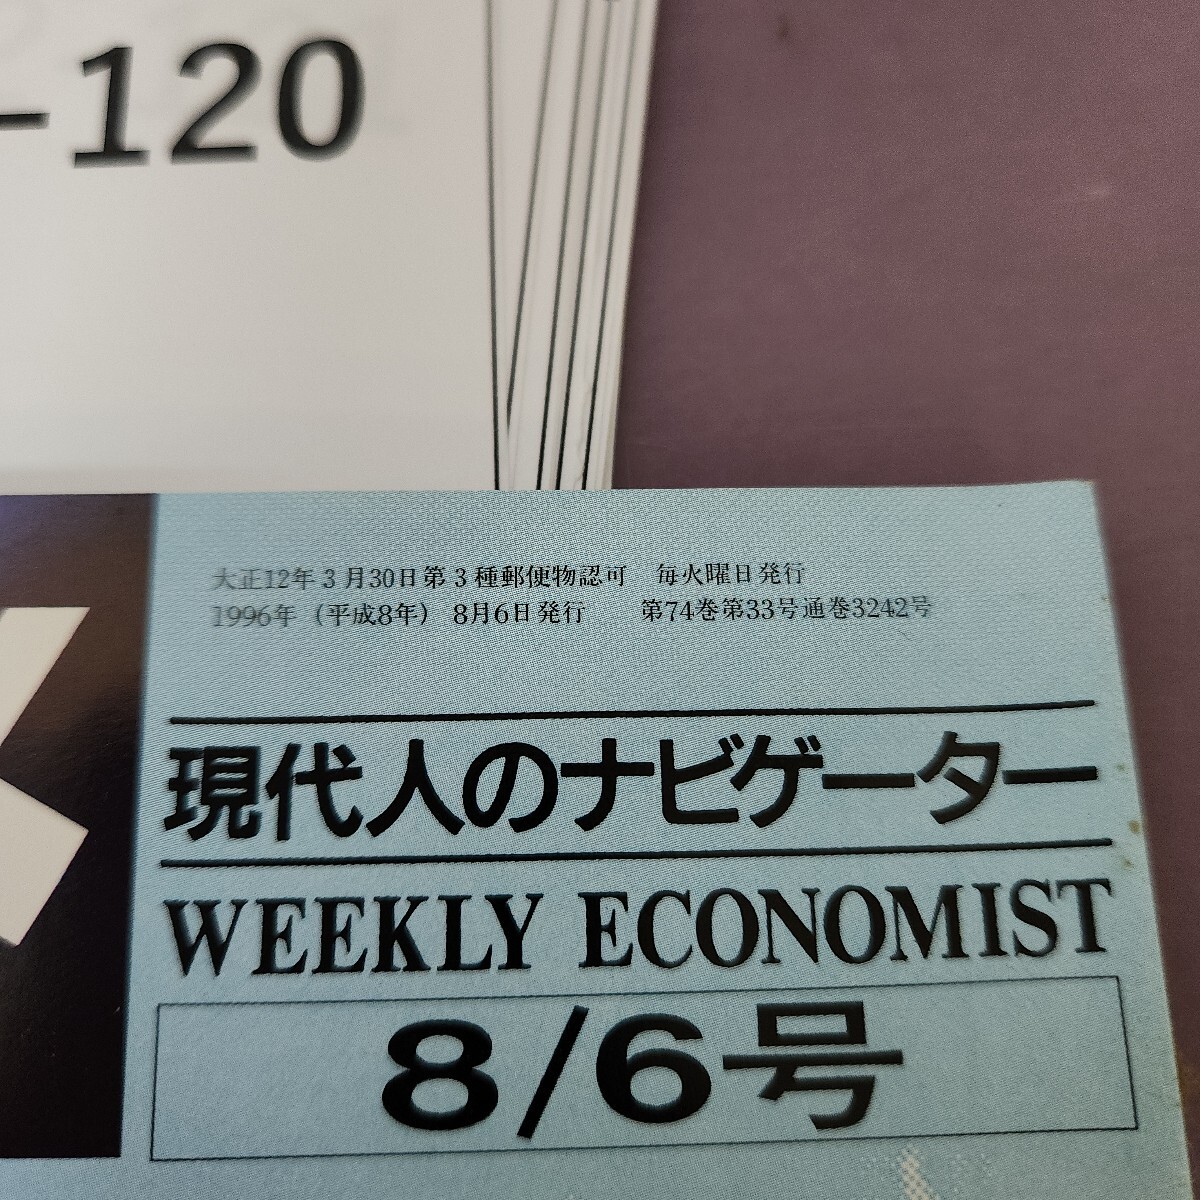 -120
大正12年3月30日第3種郵便物認可　毎火曜日発行
1996年（平成8年）8月6日発行　第74巻第33号通巻3242号
現代人のナビゲーター
WEEKLY ECONOMIST
8/6号